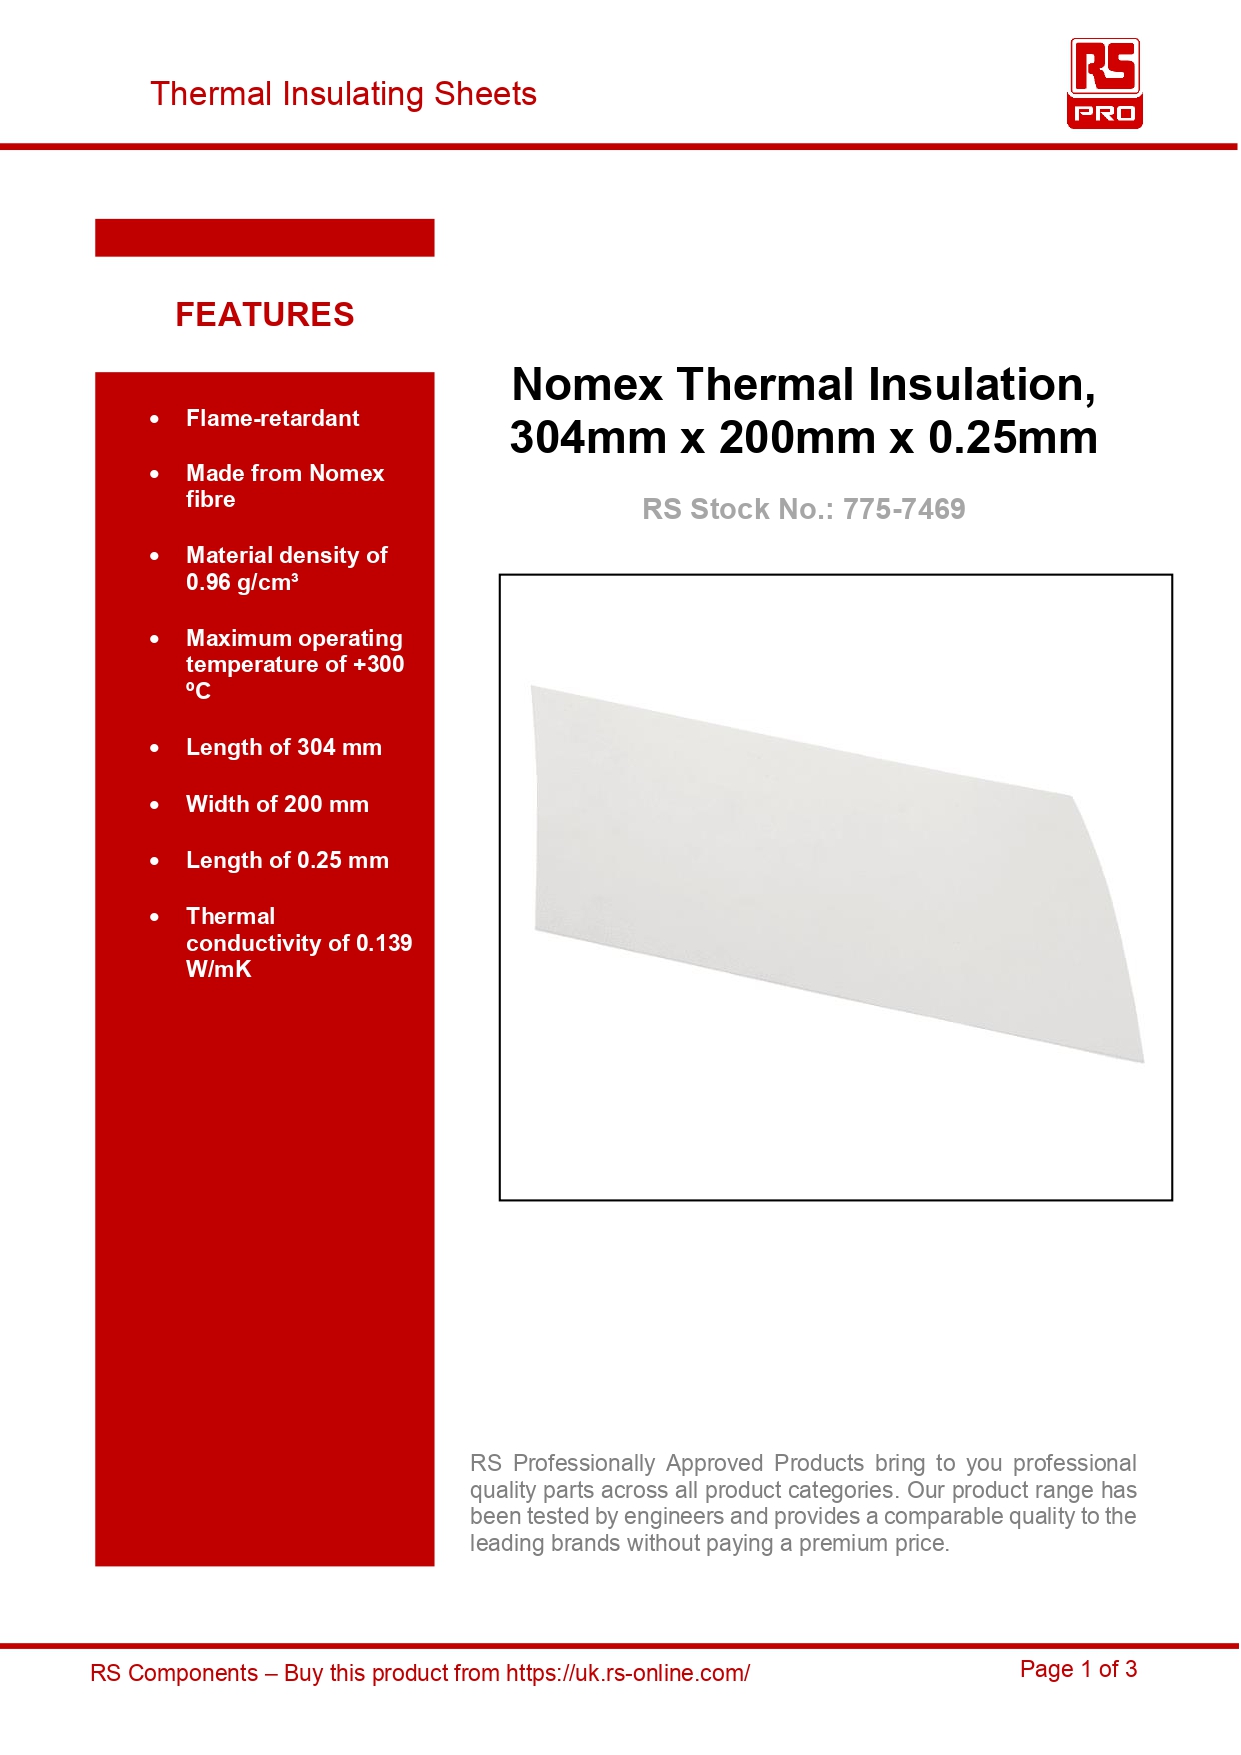 Thermal Insulating Sheets
RS
PRO
FEATURES
• Flame-retardant
• Made from Nomex
fibre
• Material density of
0.96 g/cm³
• Maximum operating
temperature of +300
ºC
• Length of 304 mm
• Width of 200 mm
• Length of 0.25 mm
• Thermal
conductivity of 0.139
W/mK
Nomex Thermal Insulation,
304mm x 200mm x 0.25mm
RS Stock No.: 775-7469
RS Professionally Approved Products bring to you professional
quality parts across all product categories. Our product range has
been tested by engineers and provides a comparable quality to the
leading brands without paying a premium price.
RS Components – Buy this product from https://uk.rs-online.com/
Page 1 of 3